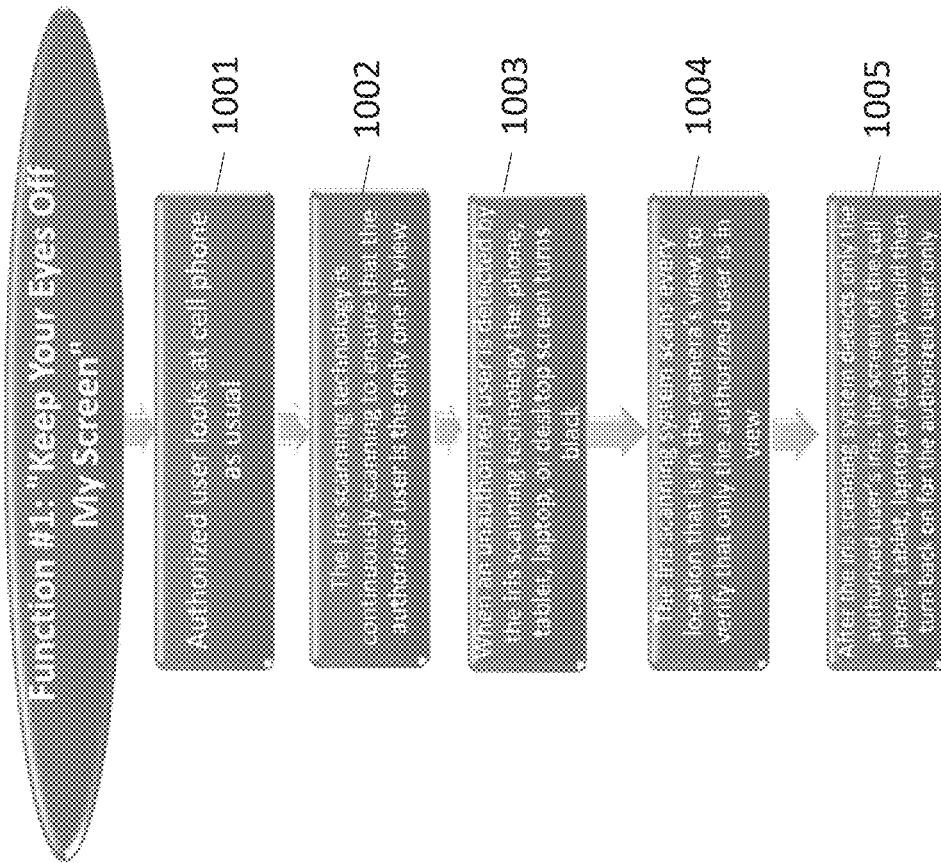 Function #1: "Keep Your Eyes Off
My Screen"
Authorized user looks at cell phone
as usual
1001
The iris scanning technology is
continuously scanning to ensure that the
authorized user is the only one in view.
1002
When an unauthorized user is detected by
the iris scanning technology the phone,
tablet, laptop, or desktop screen turns
black
1003
The iris scanning system scans every
location that is in the camera's view to
verify that only the authorized user is in
view
1004
After the iris scanning system detects only the
authorized user's iris, the screen of the cell
phone, tablet, laptop or desktop would then
turn back on for the authorized user only
1005